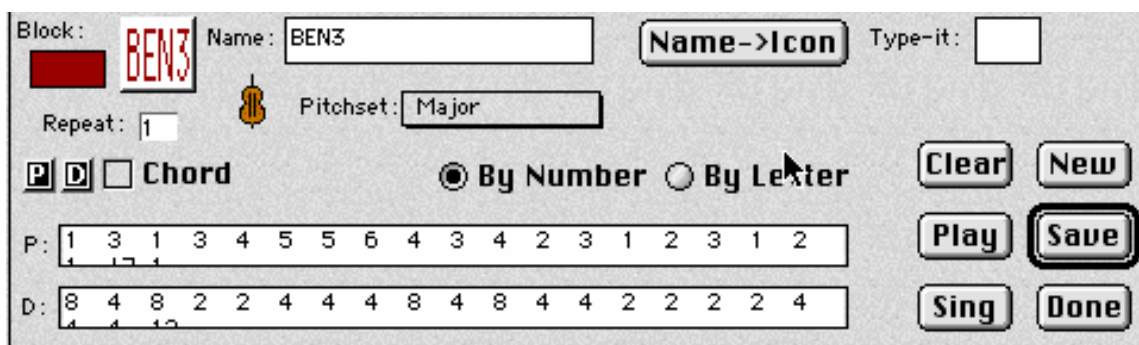 Block: BEN3 Name: BEN3 Name->Icon Type-it:
Pitchset: Major
Repeat: 1
P D Chord By Number By Letter Clear New
P: 1 3 1 3 4 5 5 6 4 3 4 2 3 1 2 3 1 2 Play Save
D: 8 4 8 2 2 4 4 4 8 4 8 4 4 2 2 2 2 4 Sing Done